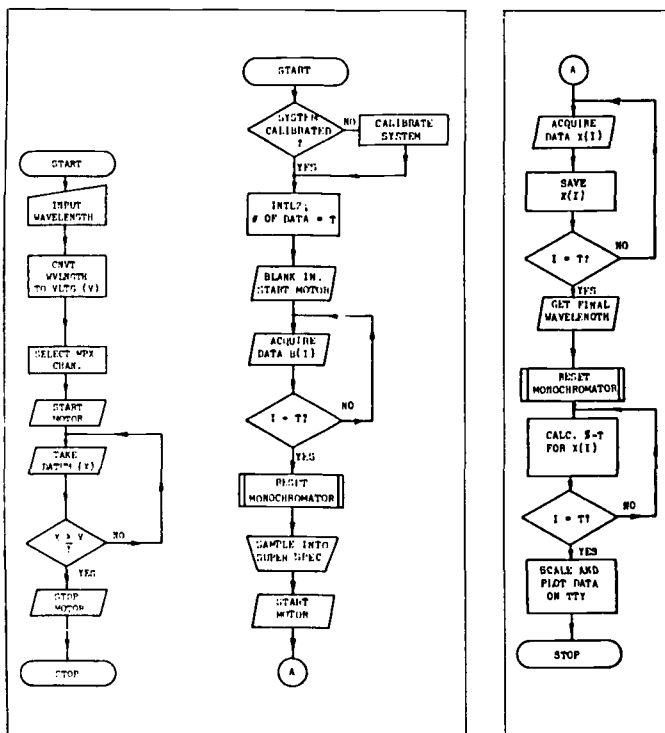 START
INPUT
WAVELENGTH
CNVT
WVLNGTH
TO VLTG (V)
SELECT MPX
CHAN.
START
MOTOR
TAKE
DATUM (X)
NO
YES
STOP
MOTOR
STOP
START
SYSTEM
CALIBRATED
?
NO
CALIBRATE
SYSTEM
YES
INTLZ;
# OF DATA = T
BLANK IN.
START MOTOR
ACQUIRE
DATA B(I)
I = T?
NO
YES
RESET
MONOCHROMATOR
SAMPLE INTO
SUPER SPEC
START
MOTOR
A
A
ACQUIRE
DATA X(I)
SAVE
X(I)
I = T?
NO
YES
GET FINAL
WAVELENGTH
RESET
MONOCHROMATOR
CALC. %-T
FOR X(I)
I = T?
NO
YES
SCALE AND
PLOT DATA
ON TTY
STOP